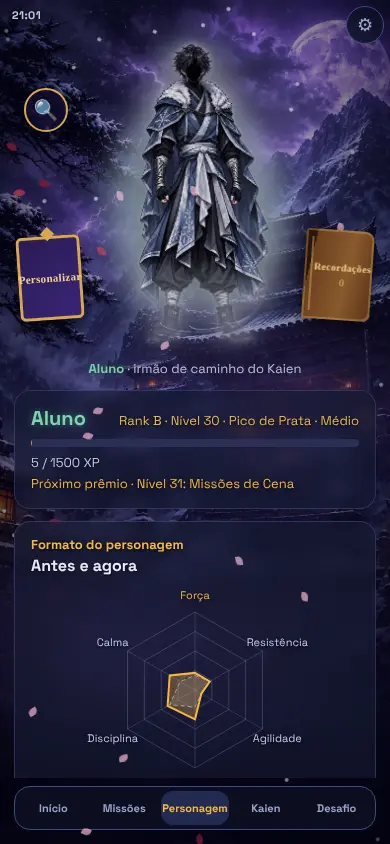 21:01
Personalizar
Recordações
0
Aluno · Irmão de caminho do Kaien
Aluno
Rank B · Nível 30 · Pico de Prata · Médio
5 / 1500 XP
Próximo prêmio · Nível 31: Missões de Cena
Formato do personagem
Antes e agora
Força
Calma
Resistência
Disciplina
Agilidade
Início
Missões
Personagem
Kaien
Desafio